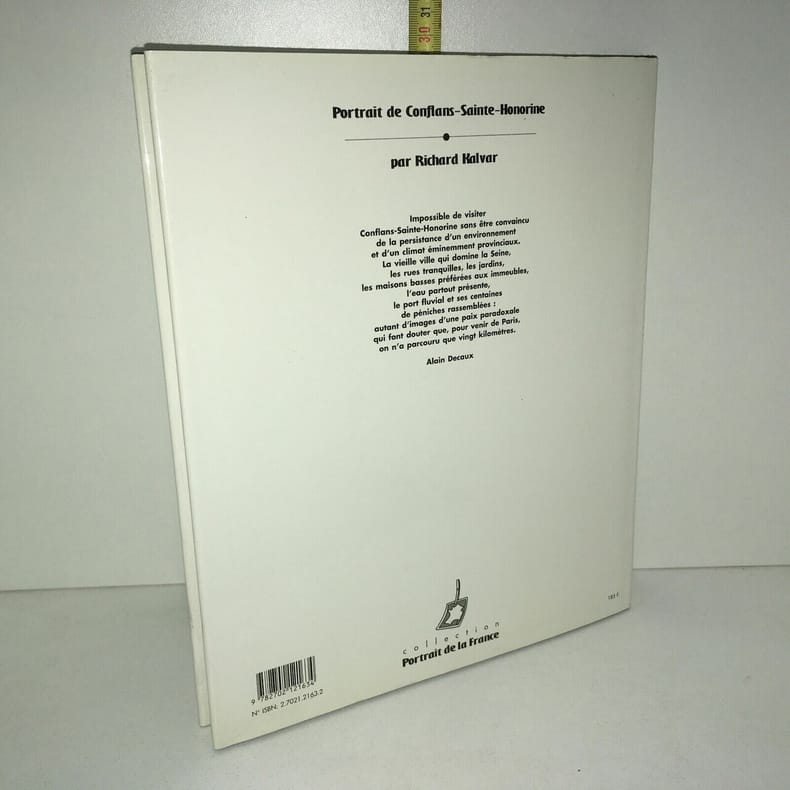 30 31
Portrait de Conflans-Sainte-Honorine
par Richard Kalvar
Impossible de visiter
Conflans-Sainte-Honorine sans être convaincu
de la persistance d'un environnement
et d'un climat éminemment provinciaux.
La vieille ville qui domine la Seine,
les rues tranquilles, les jardins,
les maisons basses préférées aux immeubles,
l'eau partout présente,
le port fluvial et ses centaines
de péniches rassemblées :
autant d'images d'une paix paradoxale
qui font douter que, pour venir de Paris,
on n'a parcouru que vingt kilomètres.
Alain Decaux
collection
Portrait de la France
9 782702 121634
N° ISBN: 2.7021.2163.2